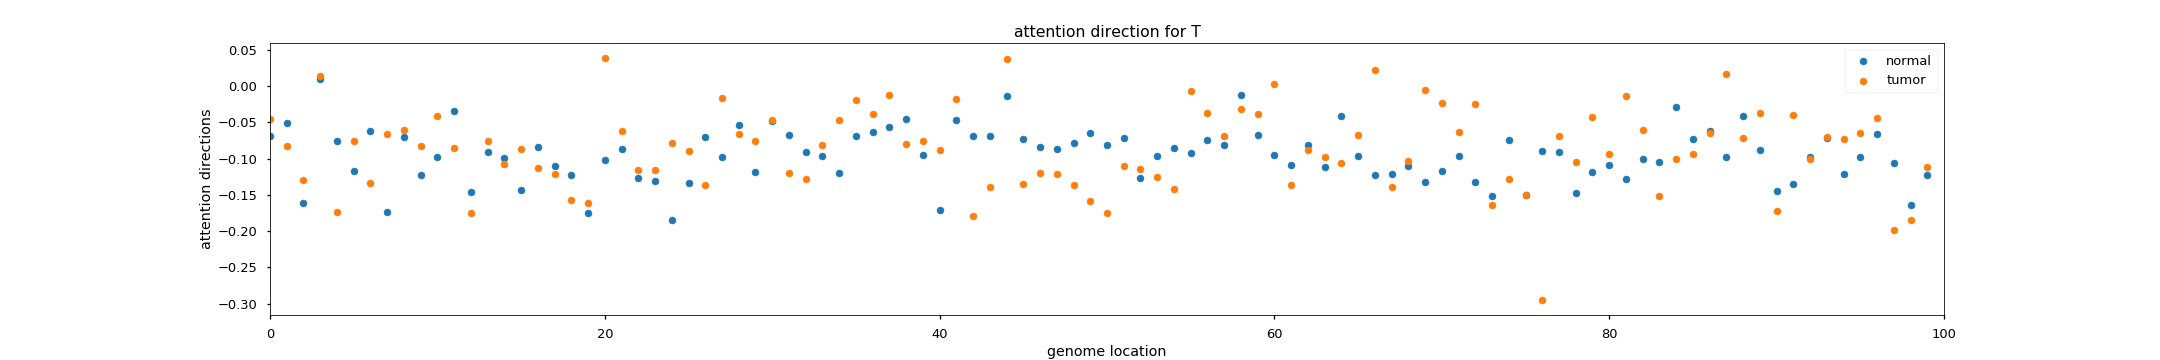 attention direction for T
0.05
0.00
−0.05
−0.10
−0.15
−0.20
−0.25
−0.30
attention directions
normal
tumor
0 20 40 60 80 100
genome location